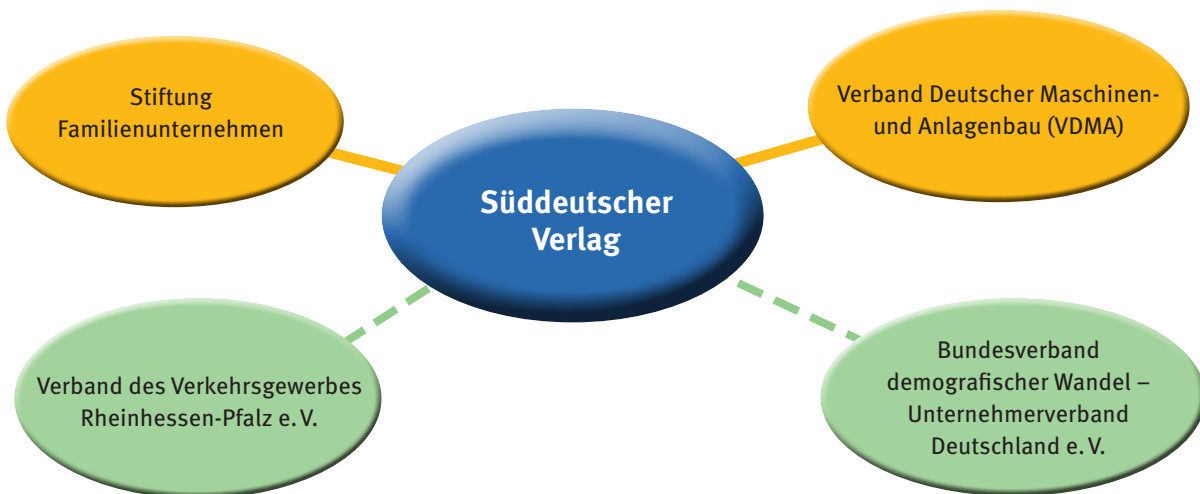 Stiftung
Familienunternehmen
Verband Deutscher Maschinen-
und Anlagenbau (VDMA)
Süddeutscher
Verlag
Verband des Verkehrsgewerbes
Rheinhessen-Pfalz e. V.
Bundesverband
demografischer Wandel –
Unternehmerverband
Deutschland e. V.